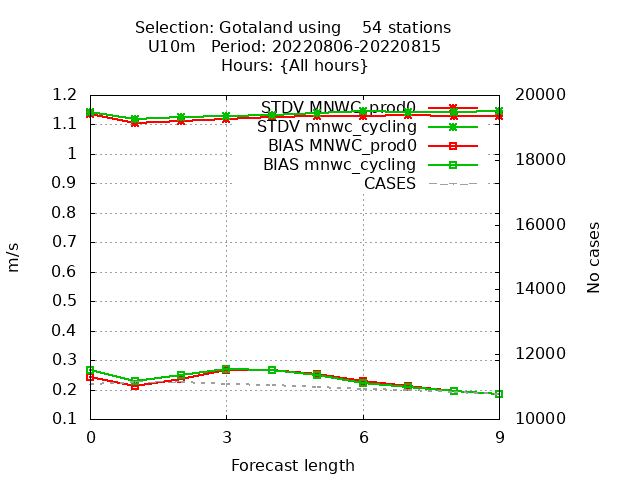 Selection: Gotaland using 54 stations
U10m Period: 20220806-20220815
Hours: {All hours}
STDV MNWC_prod0
STDV mnwc_cycling
BIAS MNWC_prod0
BIAS mnwc_cycling
CASES
1.2
1.1
1
0.9
0.8
0.7
0.6
0.5
0.4
0.3
0.2
0.1
m/s
20000
18000
16000
14000
12000
10000
No cases
0 3 6 9
Forecast length